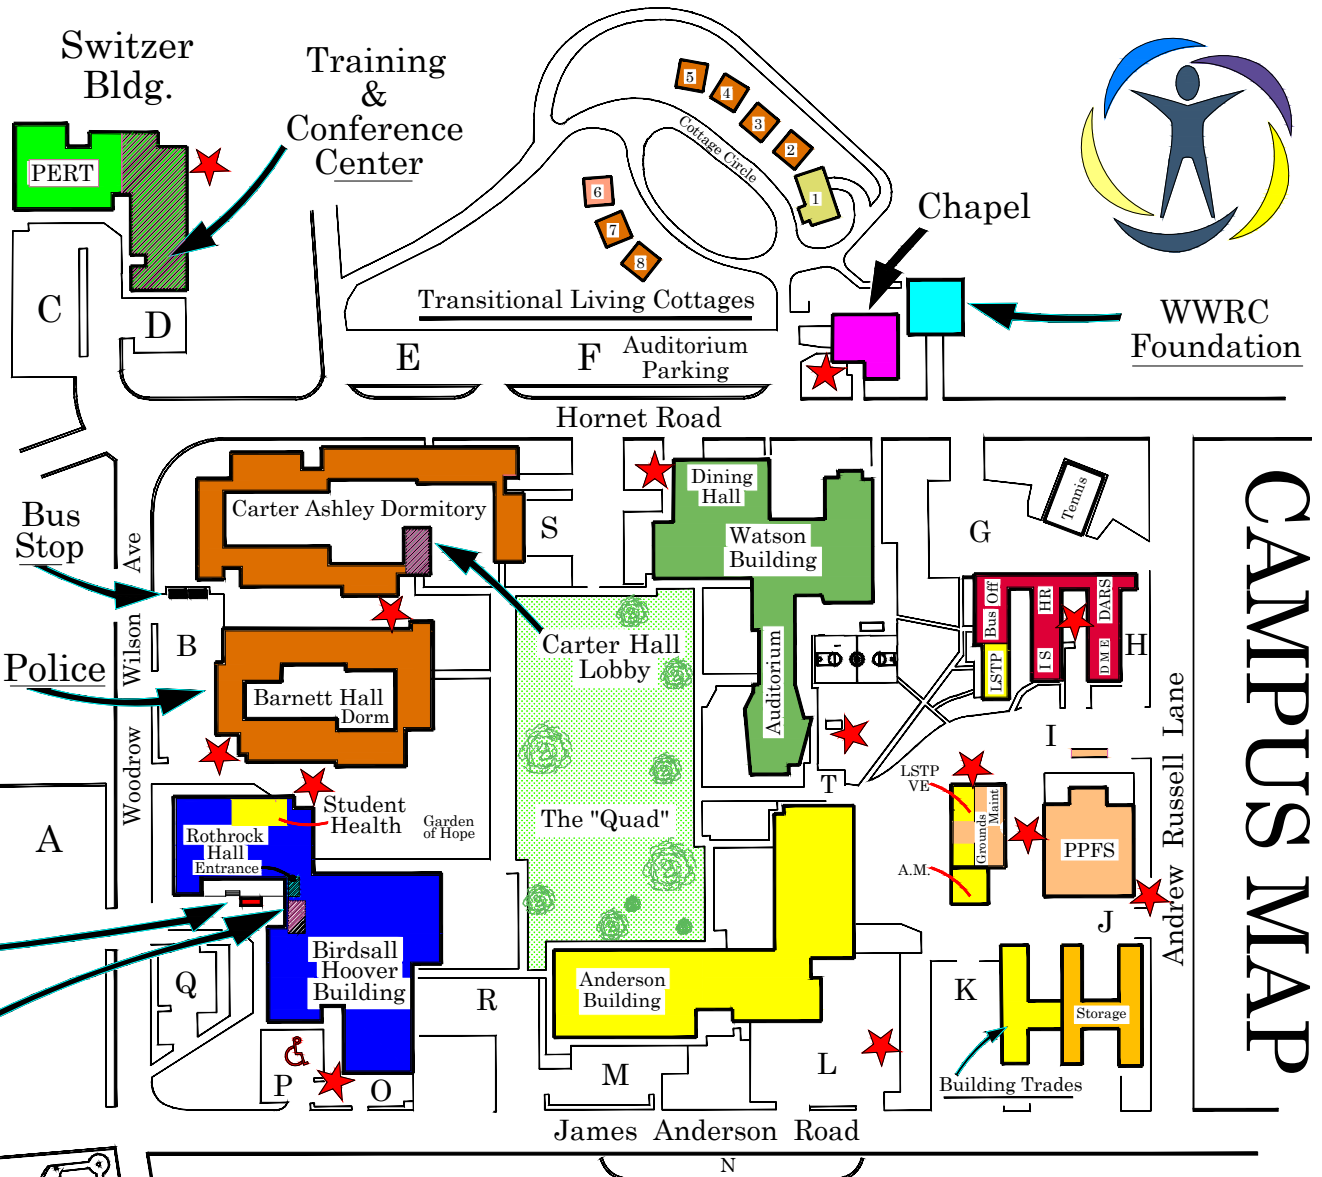 Switzer
Bldg.
Training
&
Conference
Center
PERT
C
D
5
4
3
2
1
Cottage Circle
6
7
8
Transitional Living Cottages
Chapel
WWRC
Foundation
E
F
Auditorium
Parking
Hornet Road
CAMPUS MAP
Bus
Stop
Woodrow Wilson Ave
Carter Ashley Dormitory
S
Dining
Hall
Watson
Building
Auditorium
G
Tennis
Bus Off
LSTP
HR
I S
DARS
D M E
H
B
Police
Barnett Hall
Dorm
Carter Hall
Lobby
I
Andrew Russell Lane
A
Student
Health
Garden
of Hope
Rothrock
Hall
Entrance
The "Quad"
T
LSTP
VE
Grounds
Maint
A.M.
PPFS
J
Birdsall
Hoover
Building
Q
R
Anderson
Building
K
Storage
Building Trades
P
O
M
L
James Anderson Road
N